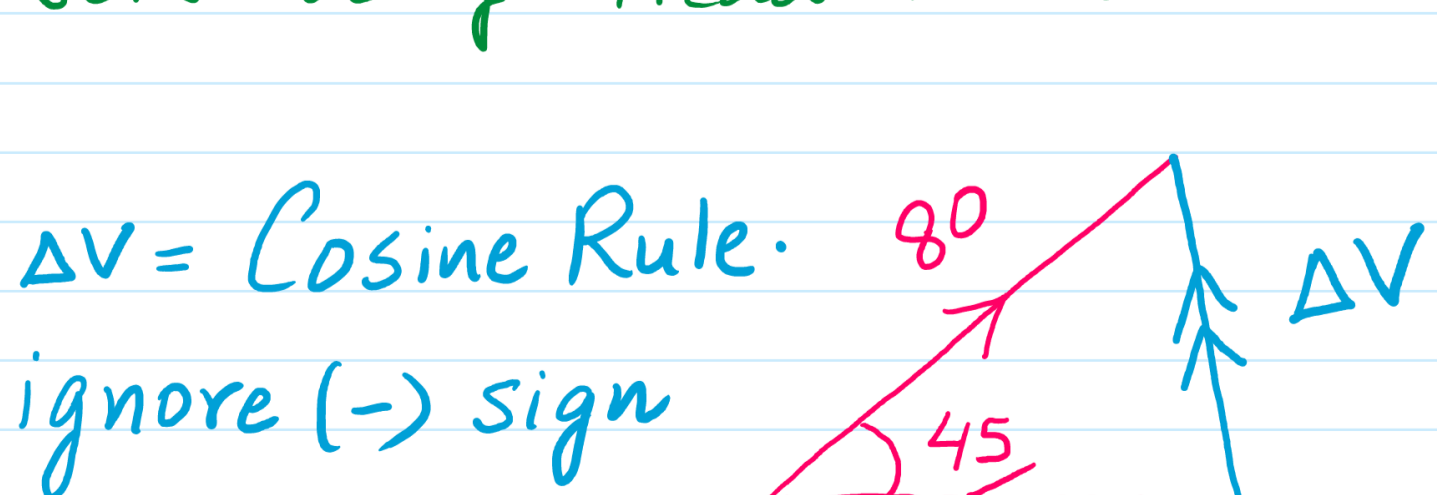 ΔV = Cosine Rule.
80
ΔV
ignore (-) sign
45